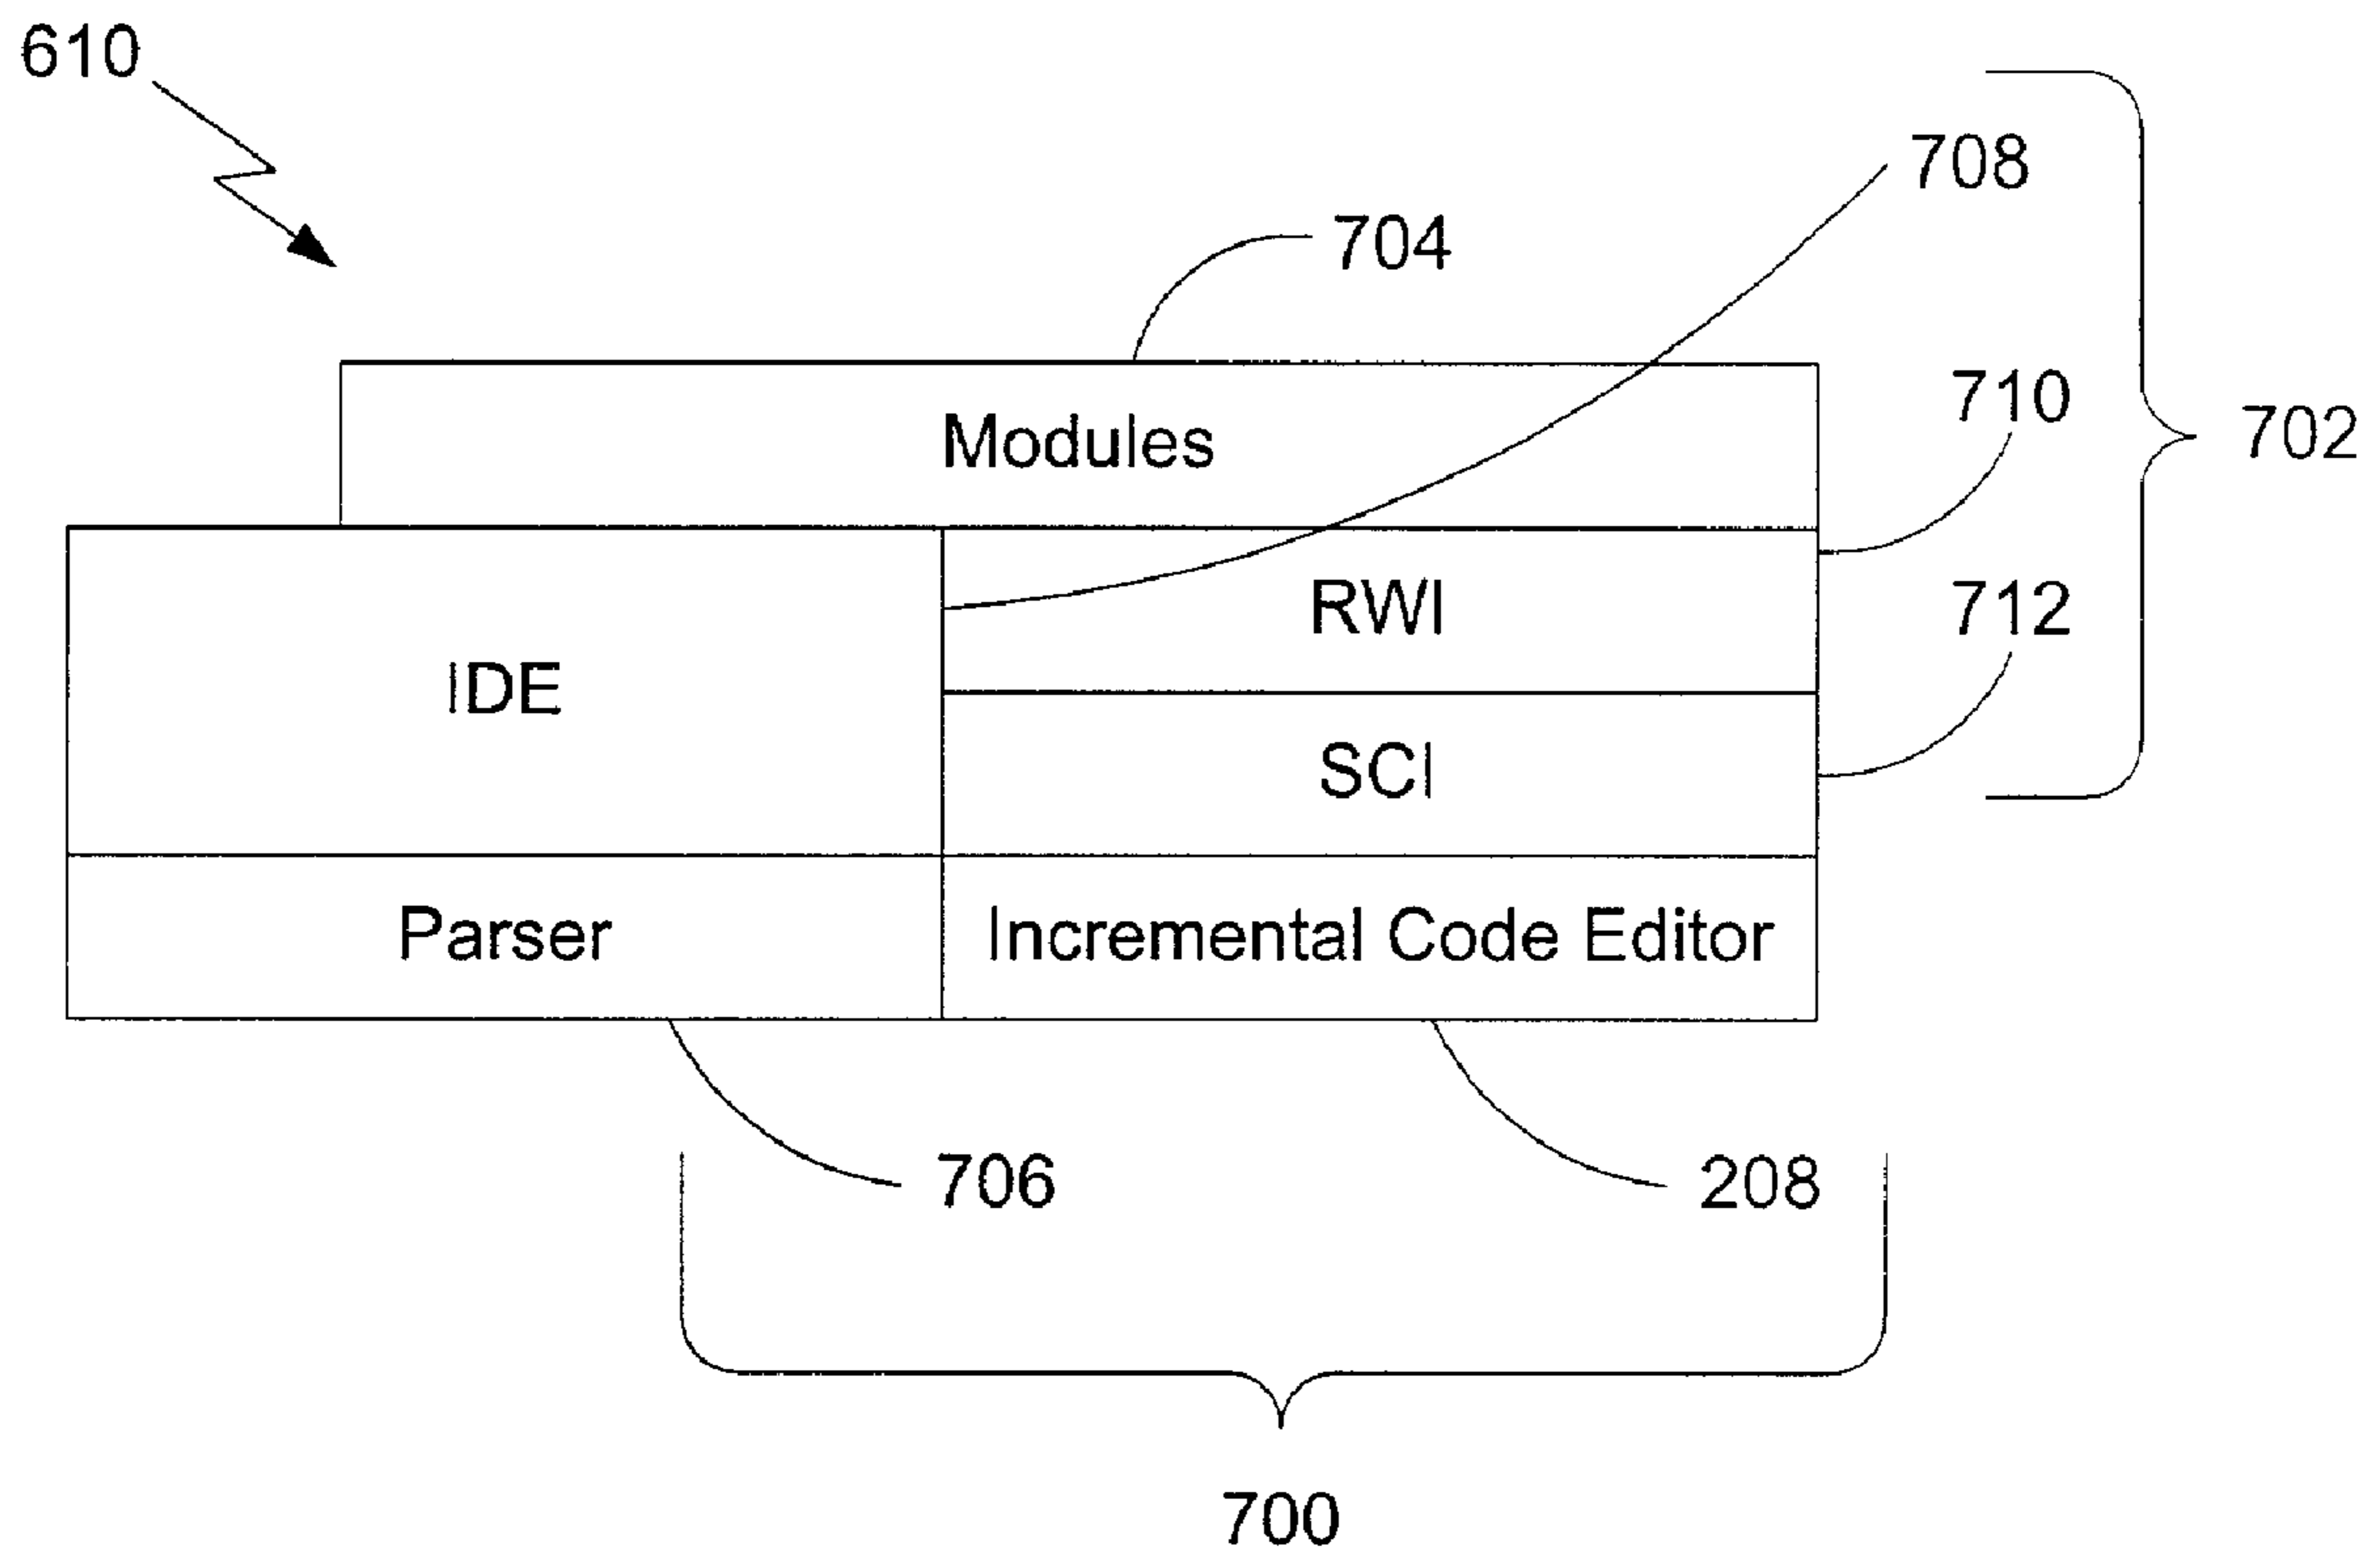 610
708
704
710
Modules
702
712
RWI
IDE
SCI
Parser
Incremental Code Editor
706
208
700